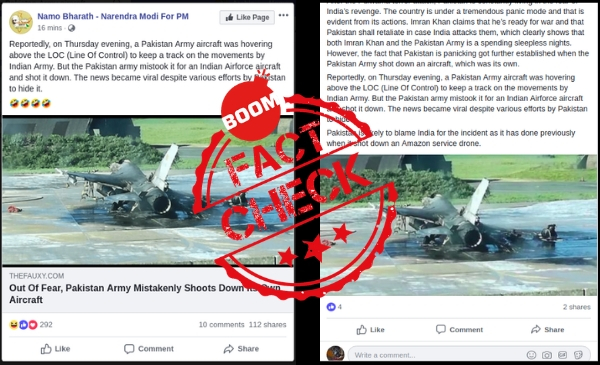 Namo Bharath - Narendra Modi For PM
Like Page
16 mins
Reportedly, on Thursday evening, a Pakistan Army aircraft was hovering
above the LOC (Line Of Control) to keep a track on the movements by
Indian Army. But the Pakistan army mistook it for an Indian Airforce aircraft
and shot it down. The news became viral despite various efforts by Pakistan
to hide it.
THEFAUXY.COM
Out Of Fear, Pakistan Army Mistakenly Shoots Down Its Own
Aircraft
292
10 comments 112 shares
Like
Comment
Share
BOOM
FACT
CHECK
India's revenge. The country is under a tremendous panic mode and that is
evident from its actions. Imran Khan claims that he's ready for war and that
Pakistan shall retaliate in case India attacks them, which clearly shows that
both Imran Khan and the Pakistan Army is a spending sleepless nights.
However, the fact that Pakistan is panicking got further established when the
Pakistan Army shot down an aircraft, which was its own.
Reportedly, on Thursday evening, a Pakistan Army aircraft was hovering
above the LOC (Line Of Control) to keep a track on the movements by
Indian Army. But the Pakistan army mistook it for an Indian Airforce aircraft
shot it down. The news became viral despite various efforts by Pakistan
to hide
Pakistan is likely to blame India for the incident as it has done previously
when it shot down an Amazon service drone.
4
2 shares
Like
Comment
Share
Write a comment...
GIF